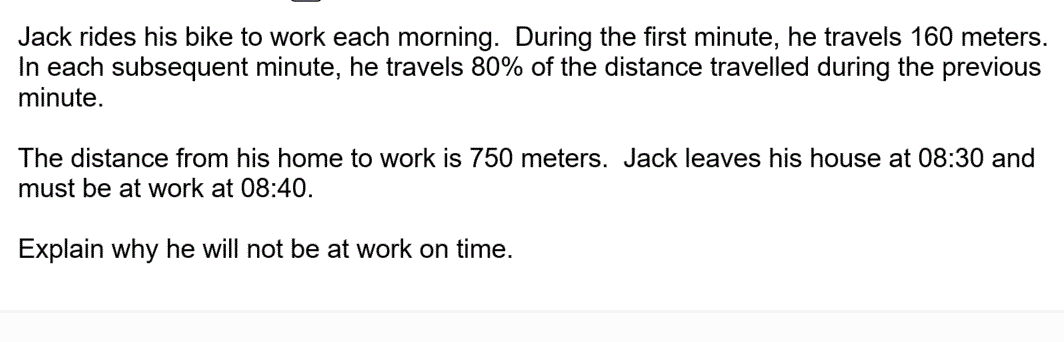 Jack rides his bike to work each morning.  During the first minute, he travels 160 meters.
In each subsequent minute, he travels 80% of the distance travelled during the previous
minute.
The distance from his home to work is 750 meters.  Jack leaves his house at 08:30 and
must be at work at 08:40.
Explain why he will not be at work on time.